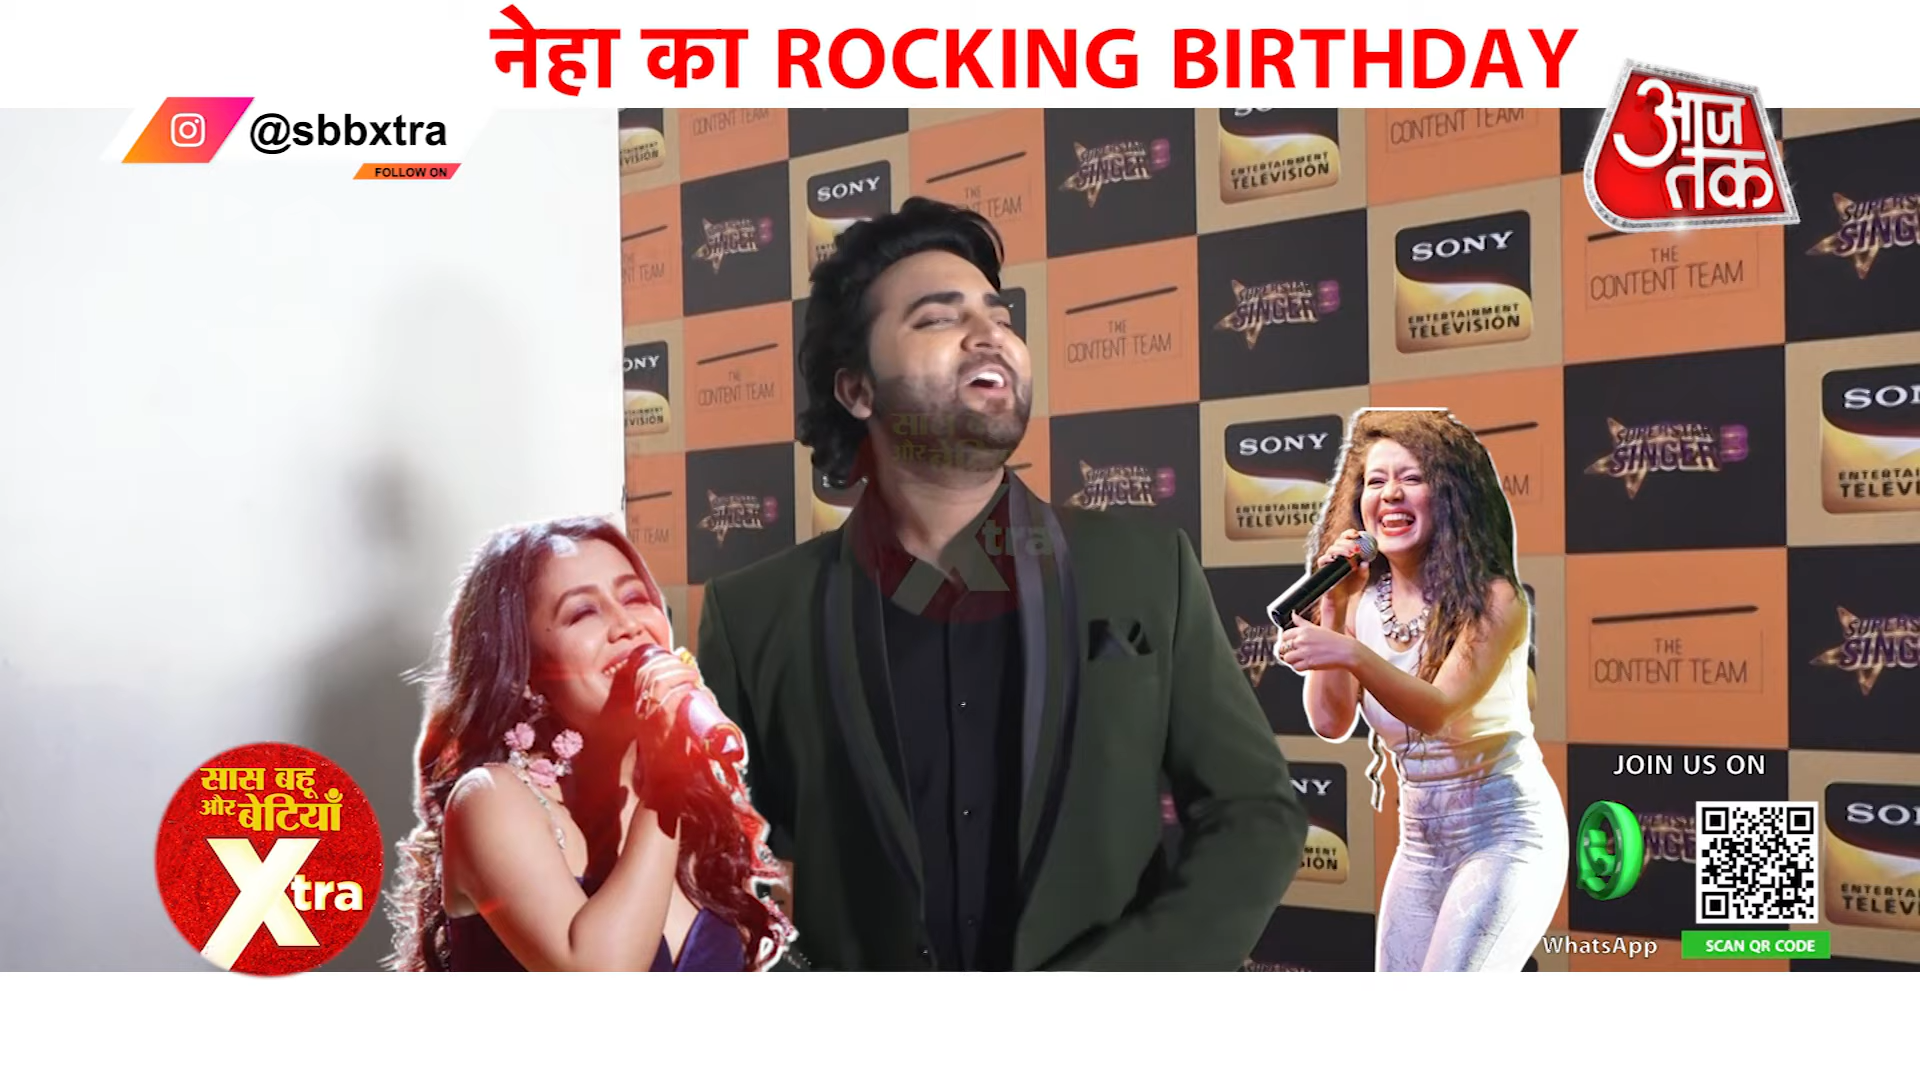 नेहा का ROCKING BIRTHDAY
@sbbxtra
FOLLOW ON
आज
तक
SONY
ENTERTAINMENT
TELEVISION
THE
CONTENT TEAM
SUPERSTAR
SINGER 3
सास बहू
और बेटियाँ
Xtra
JOIN US ON
WhatsApp
SCAN QR CODE